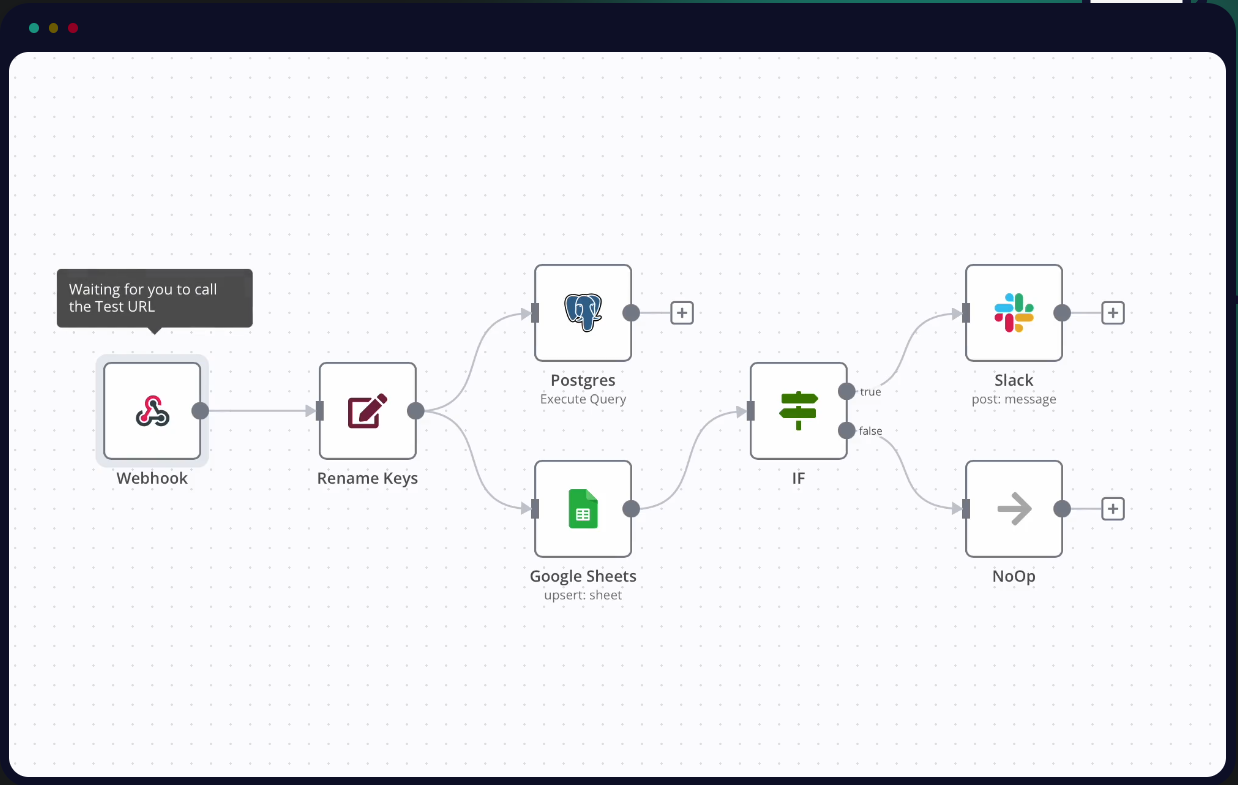 Waiting for you to call
the Test URL
Webhook
Rename Keys
Postgres
Execute Query
Google Sheets
upsert: sheet
IF
true
false
Slack
post: message
NoOp